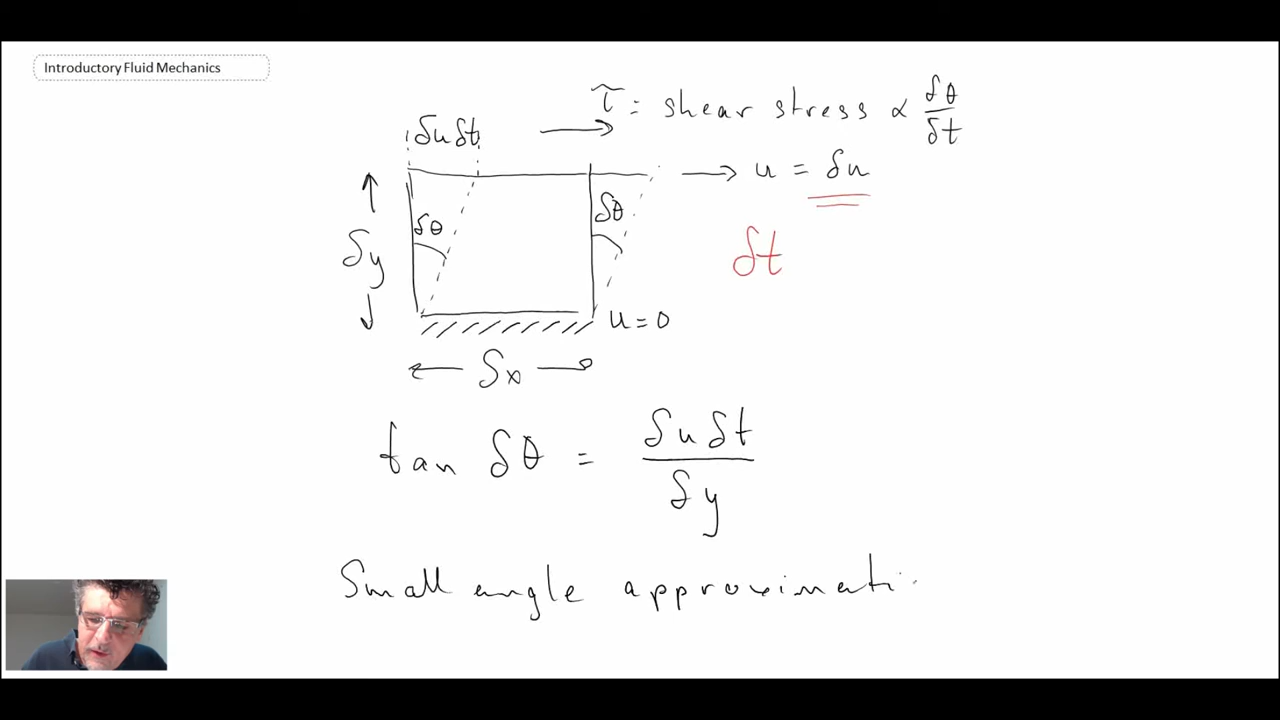 Introductory Fluid Mechanics
τ = shear stress ∝ δθ/δt
δuδt
u = δu
δθ δθ
δy
δt
u=0
δx
tan δθ = δuδt/δy
Small angle approximati